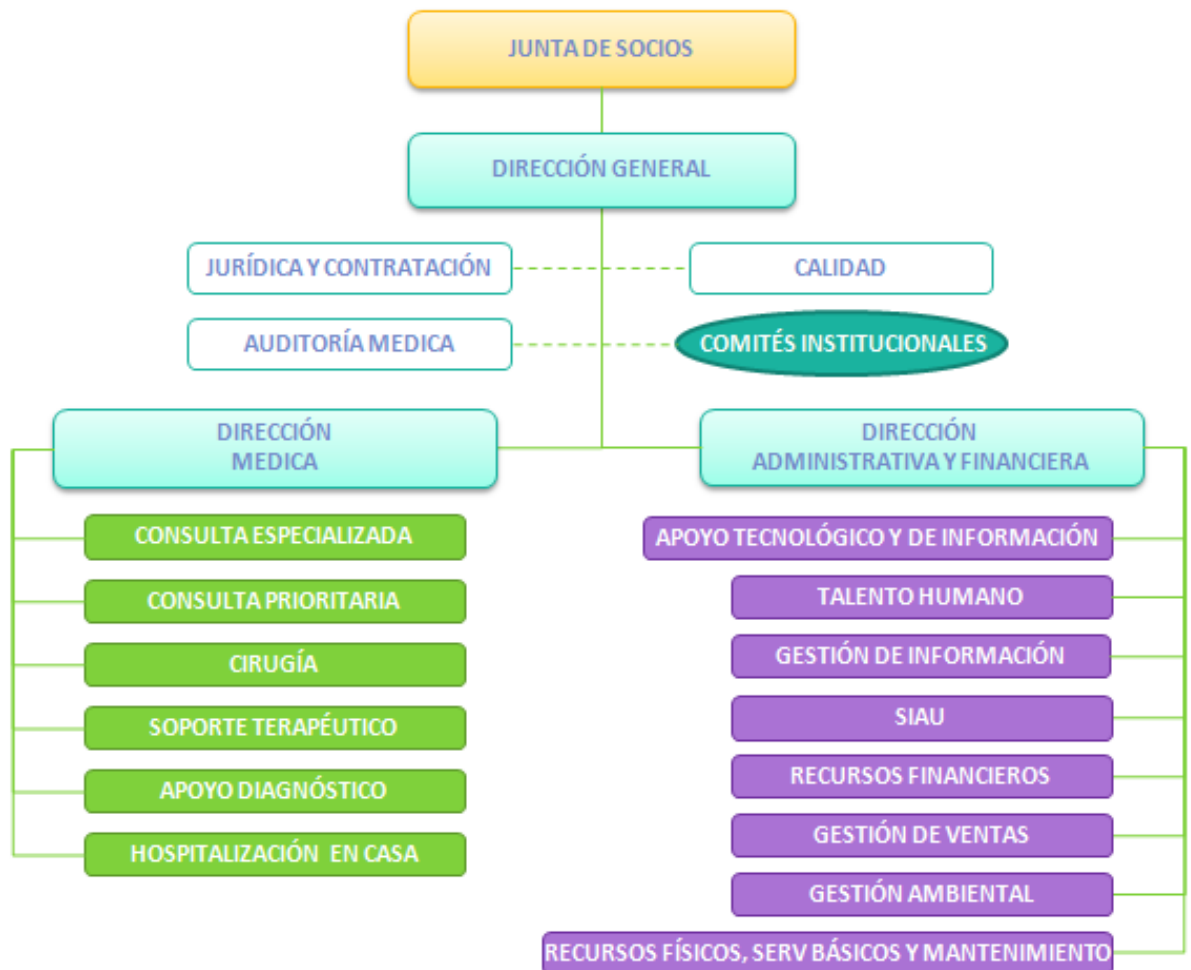 JUNTA DE SOCIOS
DIRECCIÓN GENERAL
JURÍDICA Y CONTRATACIÓN
CALIDAD
AUDITORÍA MEDICA
COMITÉS INSTITUCIONALES
DIRECCIÓN
MEDICA
DIRECCIÓN
ADMINISTRATIVA Y FINANCIERA
CONSULTA ESPECIALIZADA
CONSULTA PRIORITARIA
CIRUGÍA
SOPORTE TERAPÉUTICO
APOYO DIAGNÓSTICO
HOSPITALIZACIÓN EN CASA
APOYO TECNOLÓGICO Y DE INFORMACIÓN
TALENTO HUMANO
GESTIÓN DE INFORMACIÓN
SIAU
RECURSOS FINANCIEROS
GESTIÓN DE VENTAS
GESTIÓN AMBIENTAL
RECURSOS FÍSICOS, SERV BÁSICOS Y MANTENIMIENTO